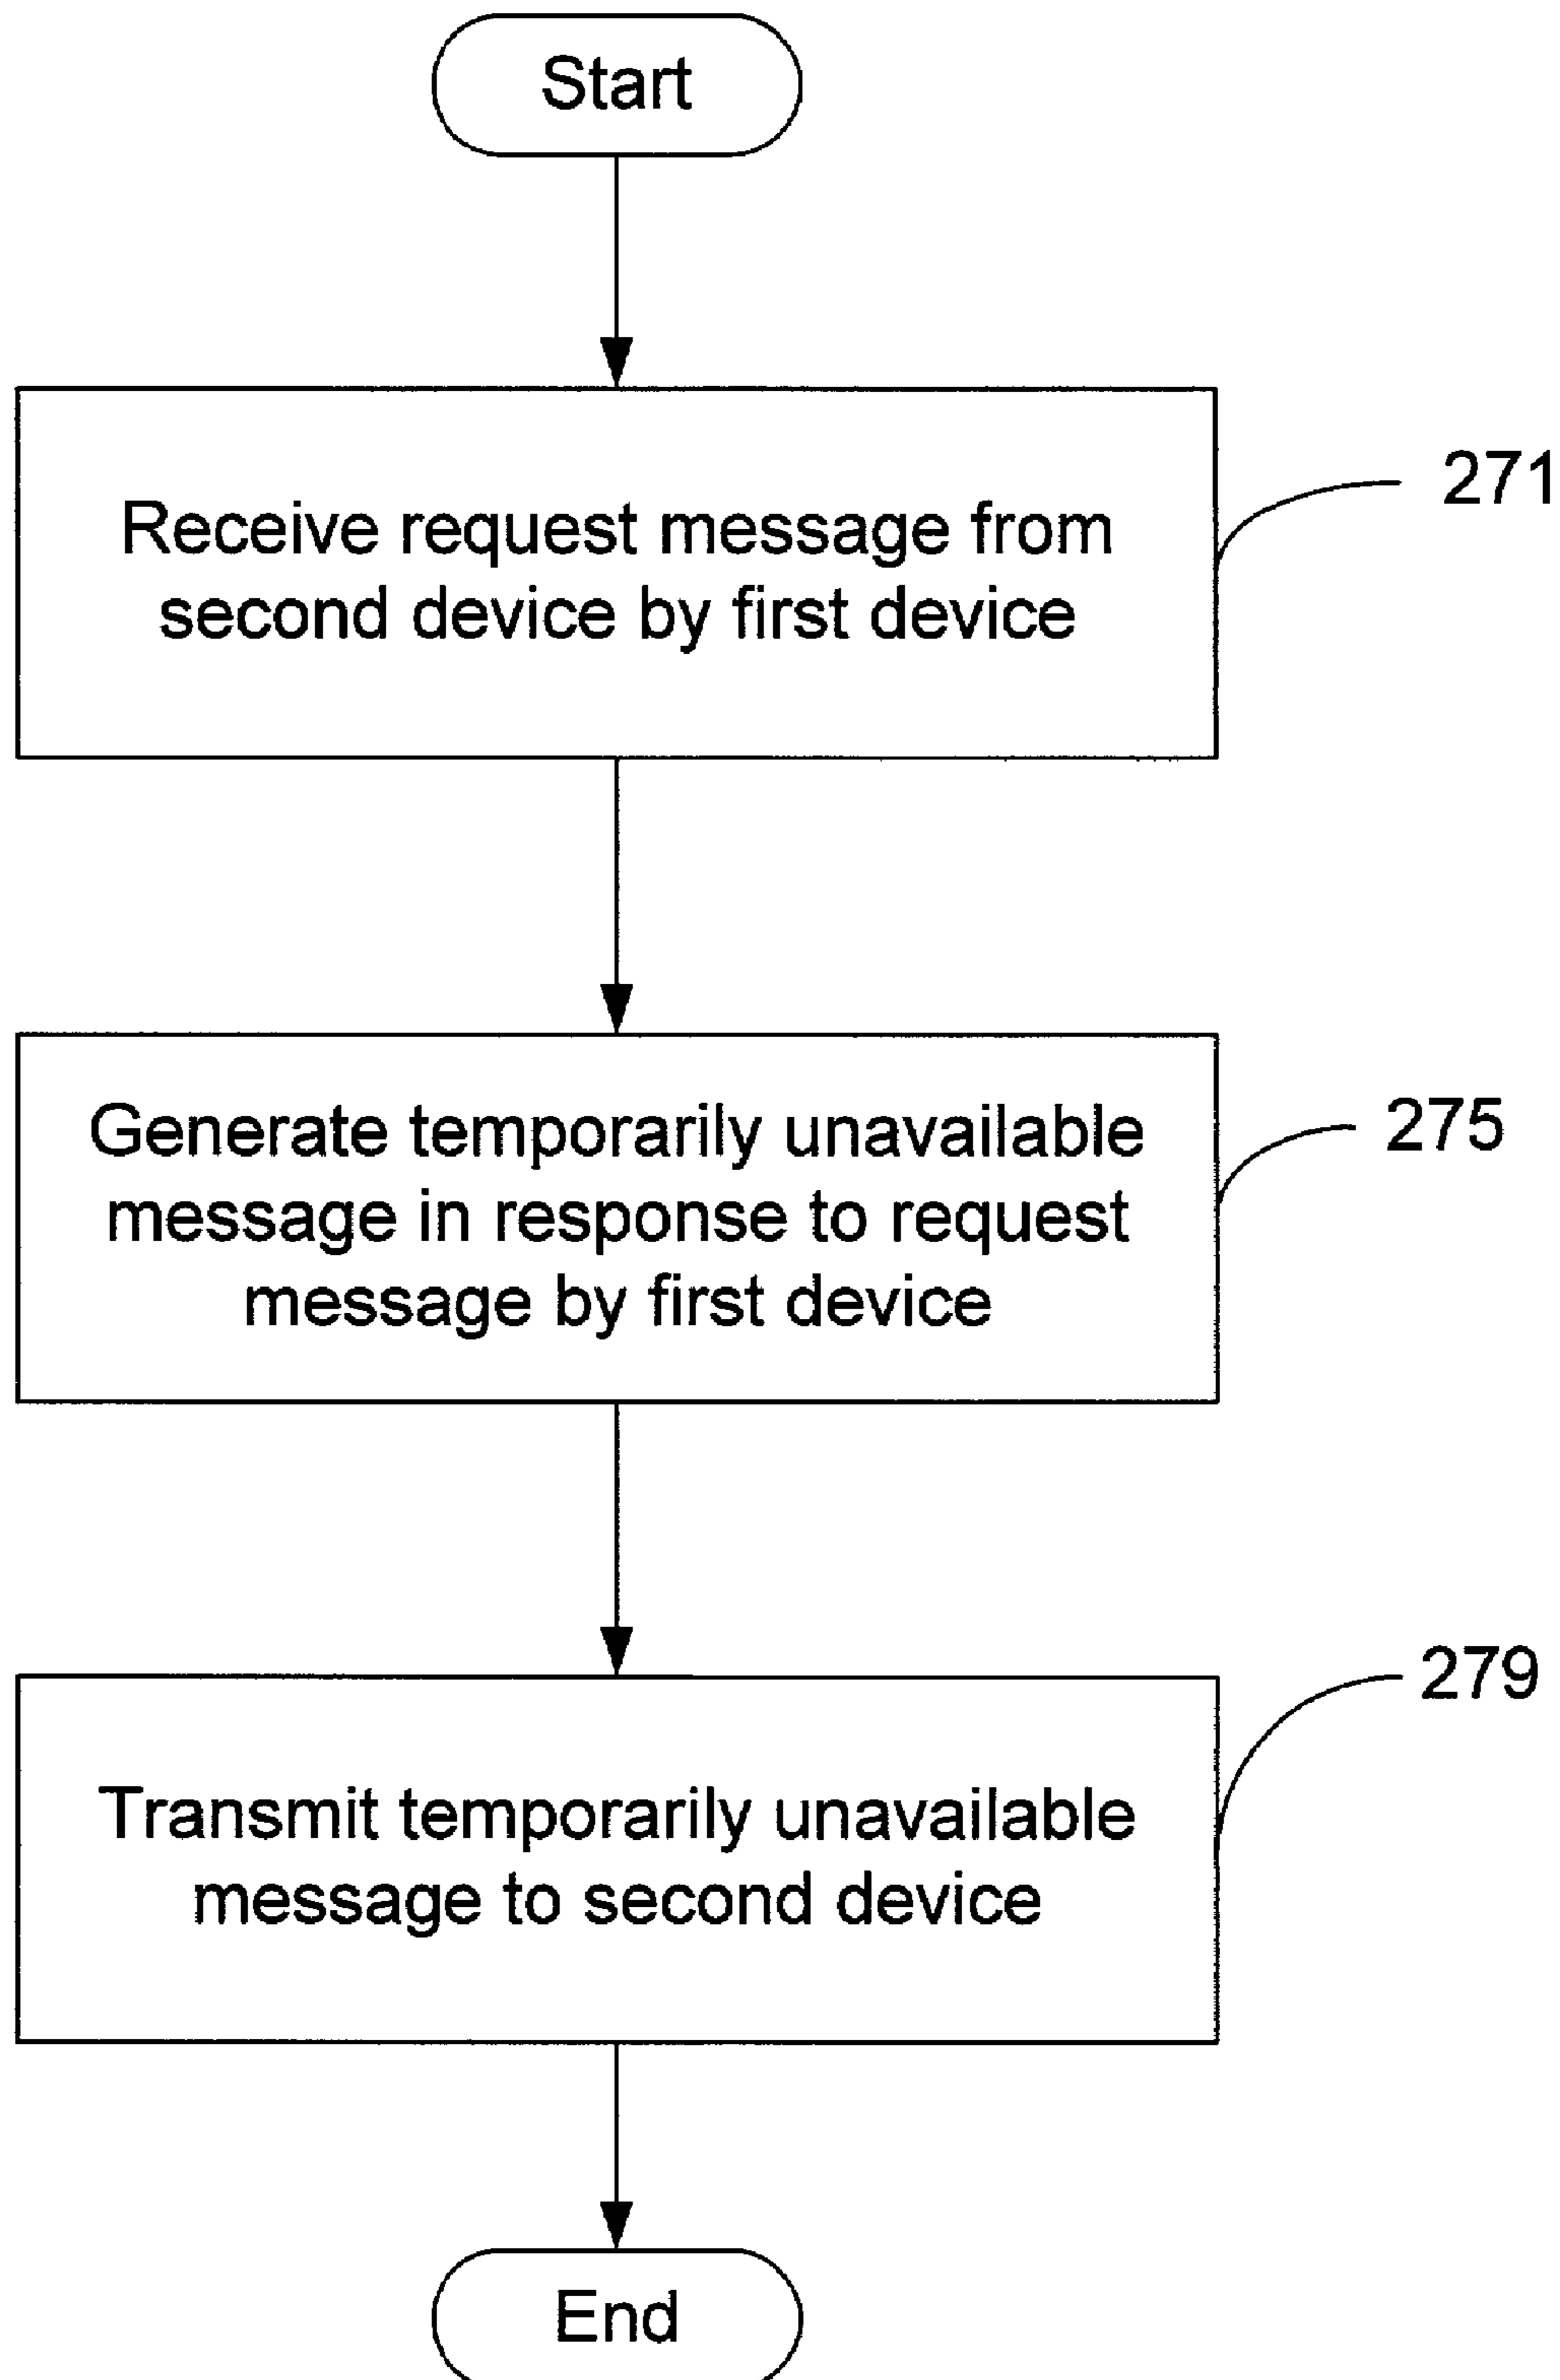 Start
Receive request message from
second device by first device
271
Generate temporarily unavailable
message in response to request
message by first device
275
Transmit temporarily unavailable
message to second device
279
End